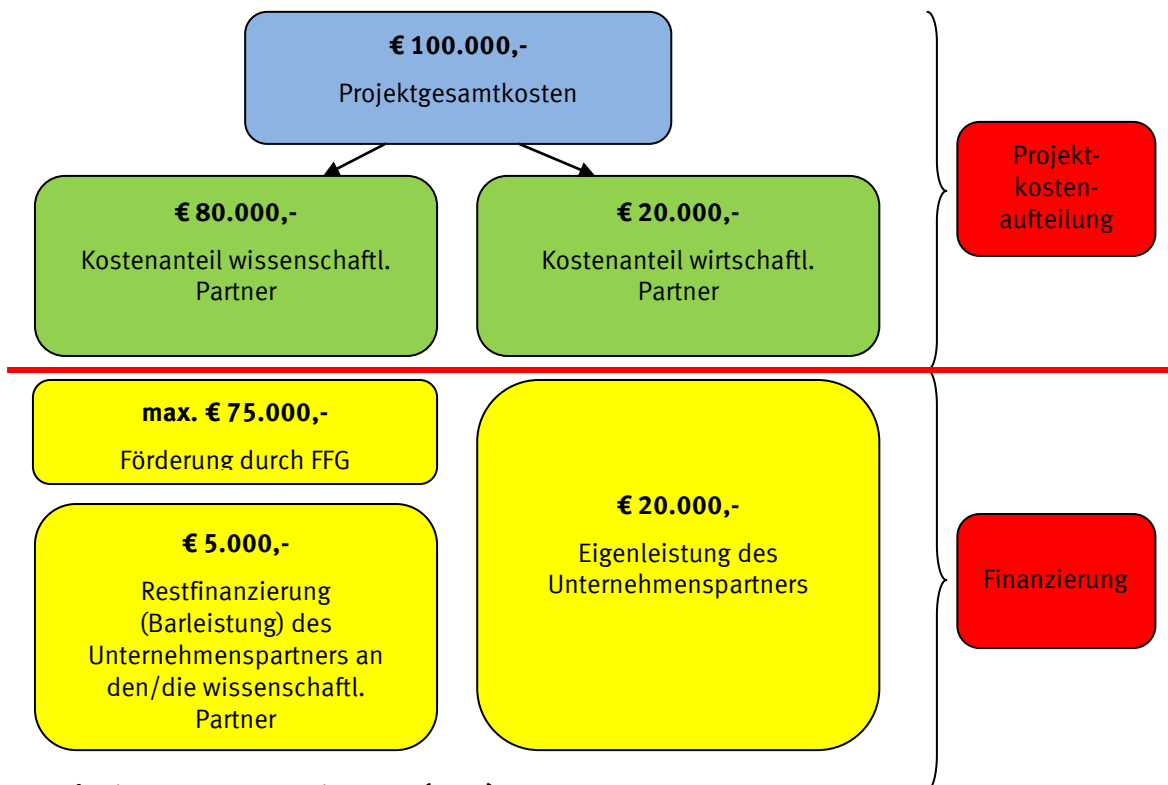 € 100.000,-
Projektgesamtkosten
€ 80.000,-
Kostenanteil wissenschaftl.
Partner
€ 20.000,-
Kostenanteil wirtschaftl.
Partner
Projekt-
kosten-
aufteilung
max. € 75.000,-
Förderung durch FFG
€ 5.000,-
Restfinanzierung
(Barleistung) des
Unternehmenspartners an
den/die wissenschaftl.
Partner
€ 20.000,-
Eigenleistung des
Unternehmenspartners
Finanzierung